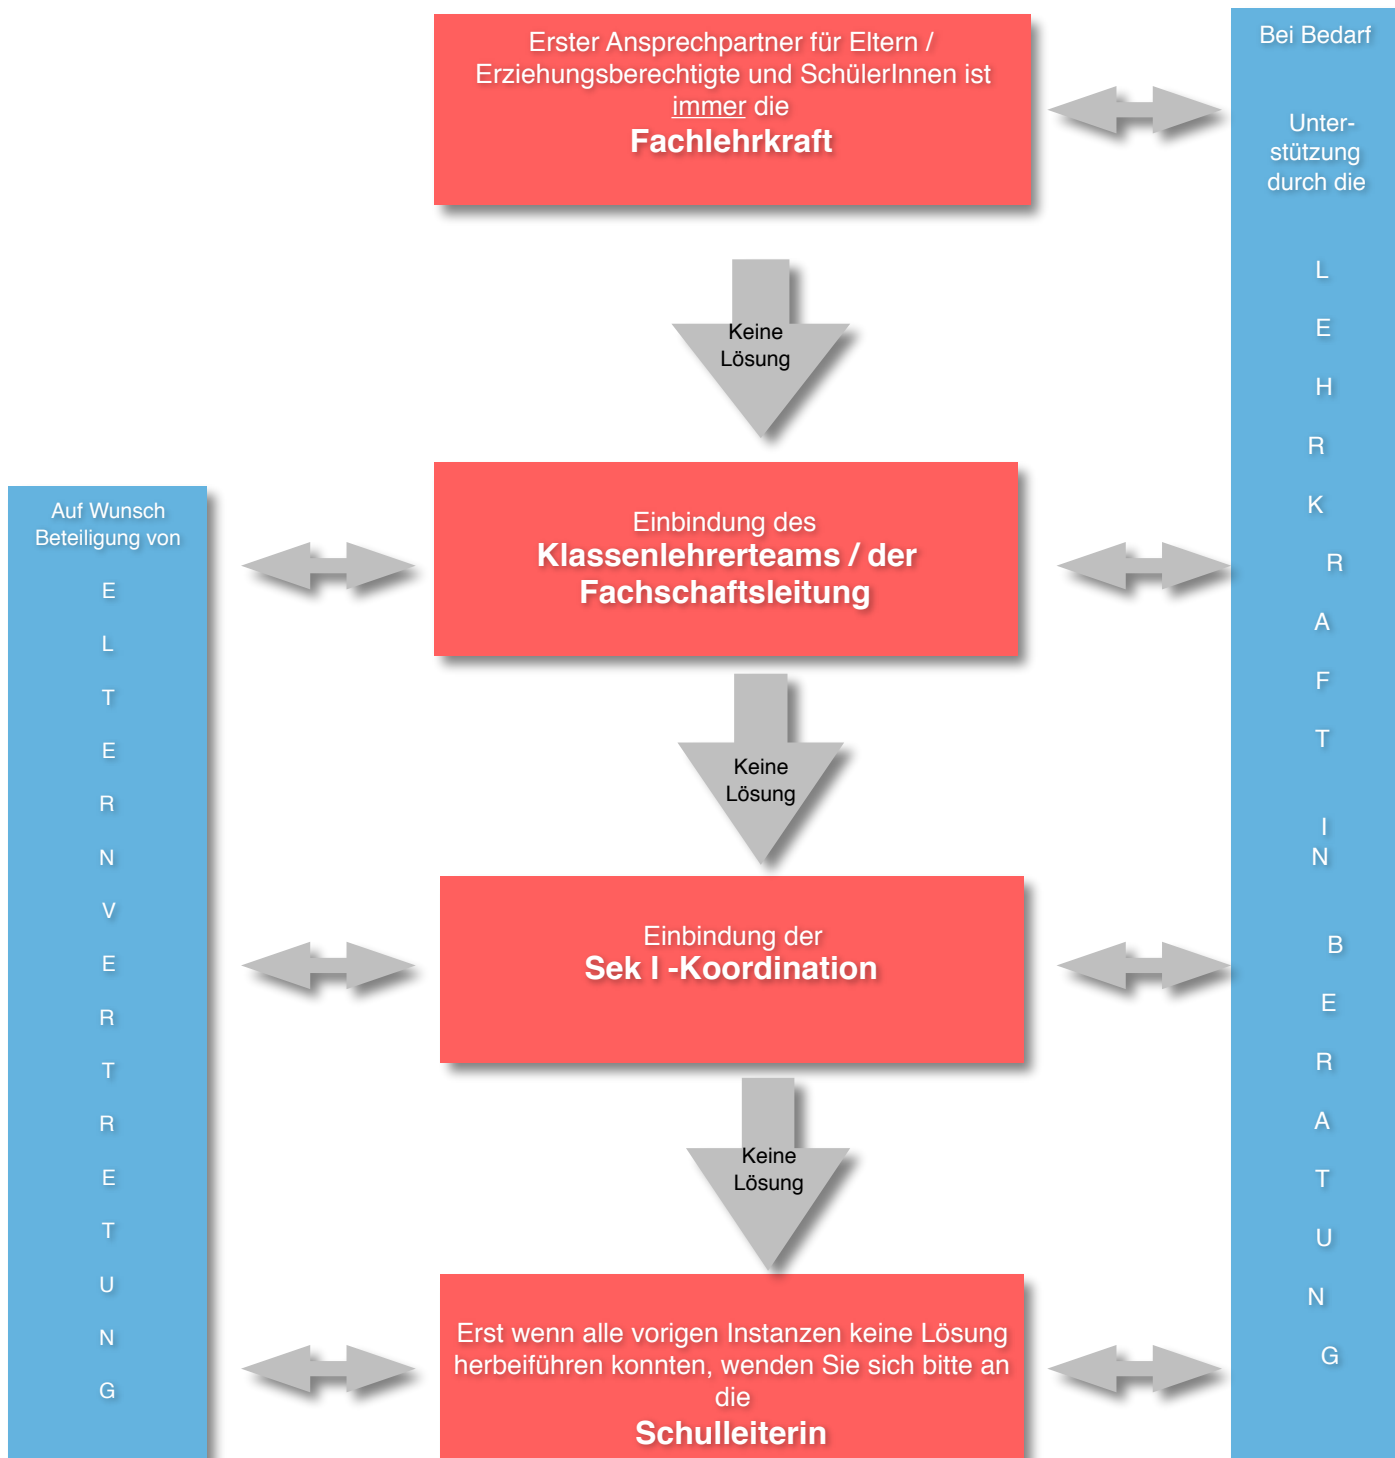 Erster Ansprechpartner für Eltern /
Erziehungsberechtigte und SchülerInnen ist
immer die
Fachlehrkraft
Keine
Lösung
Einbindung des
Klassenlehrerteams / der
Fachschaftsleitung
Keine
Lösung
Einbindung der
Sek I -Koordination
Keine
Lösung
Erst wenn alle vorigen Instanzen keine Lösung
herbeiführen konnten, wenden Sie sich bitte an
die
Schulleiterin
Auf Wunsch
Beteiligung von
E
L
T
E
R
N
V
E
R
T
R
E
T
U
N
G
Bei Bedarf
Unter-
stützung
durch die
L
E
H
R
K
R
A
F
T
I
N
B
E
R
A
T
U
N
G